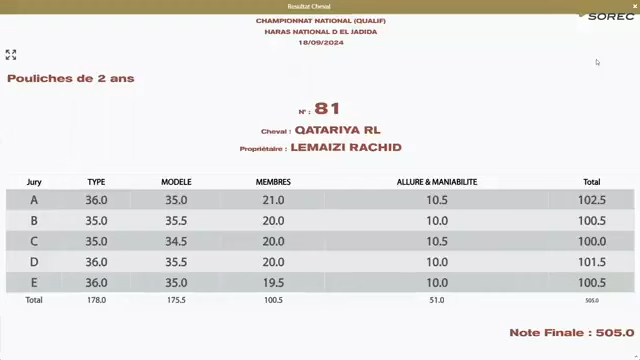 Resultat Cheval
CHAMPIONNAT NATIONAL (QUALIF)
SOREC
HARAS NATIONAL D EL JADIDA
18/09/2024
Pouliches de 2 ans
N° : 81
Cheval : QATARIYA RL
Propriétaire : LEMAIZI RACHID
Jury TYPE MODELE MEMBRES ALLURE & MANIABILITE Total
A 36.0 35.0 21.0 10.5 102.5
B 35.0 35.5 20.0 10.0 100.5
C 35.0 34.5 20.0 10.5 100.0
D 36.0 35.5 20.0 10.0 101.5
E 36.0 35.0 19.5 10.0 100.5
Total 178.0 175.5 100.5 51.0 505.0
Note Finale : 505.0